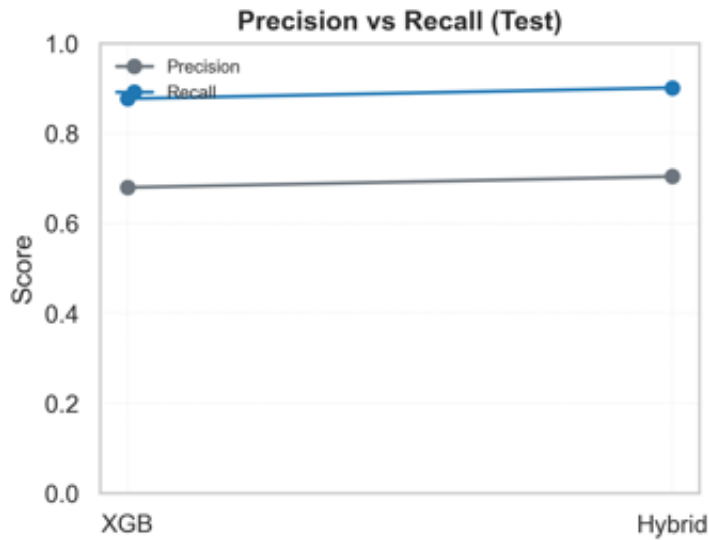 Precision vs Recall (Test)
1.0
Precision
Recall
0.8
0.6
Score
0.4
0.2
0.0
XGB
Hybrid